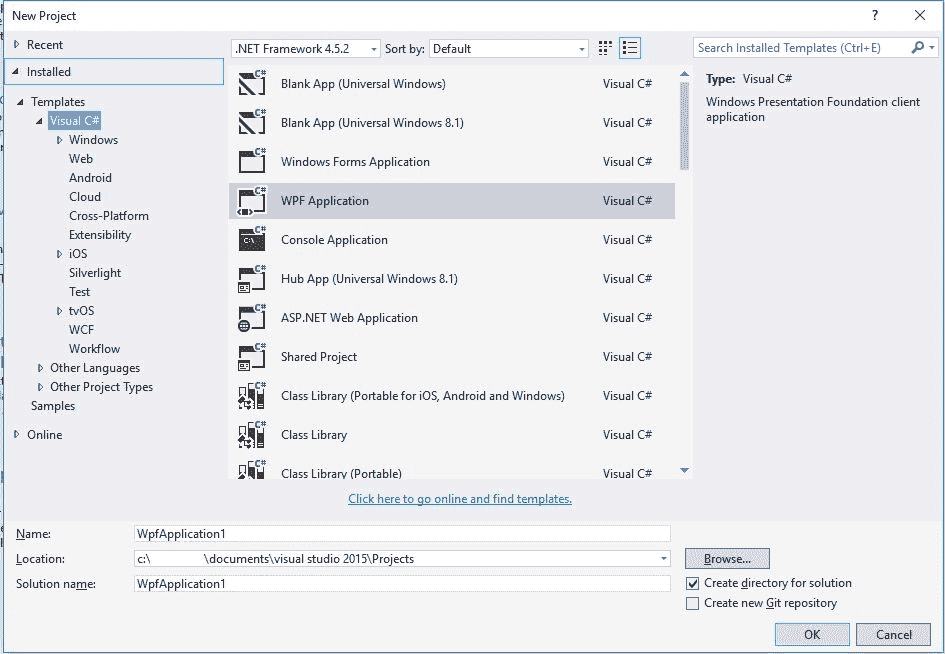 New Project
?
Recent
.NET Framework 4.5.2 Sort by: Default
Search Installed Templates (Ctrl+E)
Installed
Templates
Visual C#
Windows
Web
Android
Cloud
Cross-Platform
Extensibility
iOS
Silverlight
Test
tvOS
WCF
Workflow
Other Languages
Other Project Types
Samples
Online
Blank App (Universal Windows) Visual C#
Blank App (Universal Windows 8.1) Visual C#
Windows Forms Application Visual C#
WPF Application Visual C#
Console Application Visual C#
Hub App (Universal Windows 8.1) Visual C#
ASP.NET Web Application Visual C#
Shared Project Visual C#
Class Library (Portable for iOS, Android and Windows) Visual C#
Class Library Visual C#
Class Library (Portable) Visual C#
Click here to go online and find templates.
Type: Visual C#
Windows Presentation Foundation client
application
Name: WpfApplication1
Location: c:\ \documents\visual studio 2015\Projects
Browse...
Solution name: WpfApplication1
Create directory for solution
Create new Git repository
OK Cancel